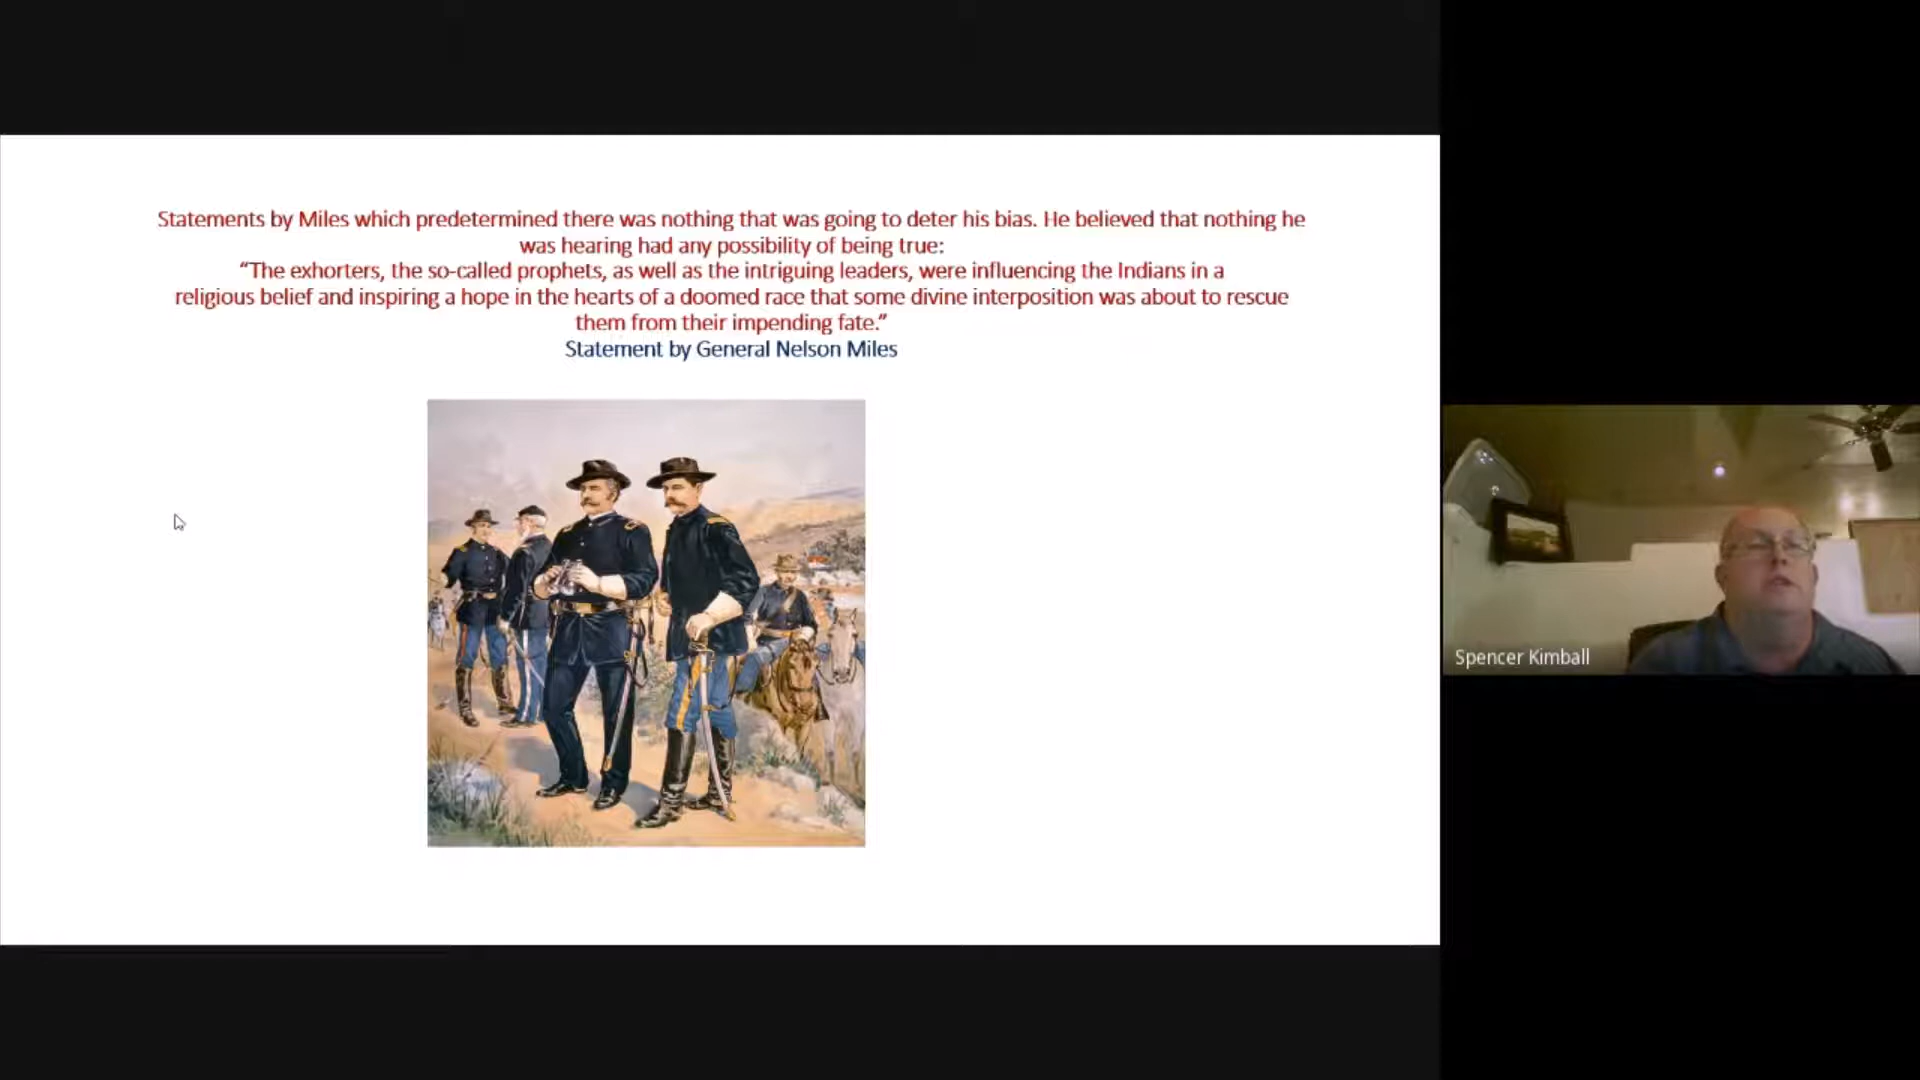 Statements by Miles which predetermined there was nothing that was going to deter his bias. He believed that nothing he
was hearing had any possibility of being true:
“The exhorters, the so-called prophets, as well as the intriguing leaders, were influencing the Indians in a
religious belief and inspiring a hope in the hearts of a doomed race that some divine interposition was about to rescue
them from their impending fate.”
Statement by General Nelson Miles
Spencer Kimball